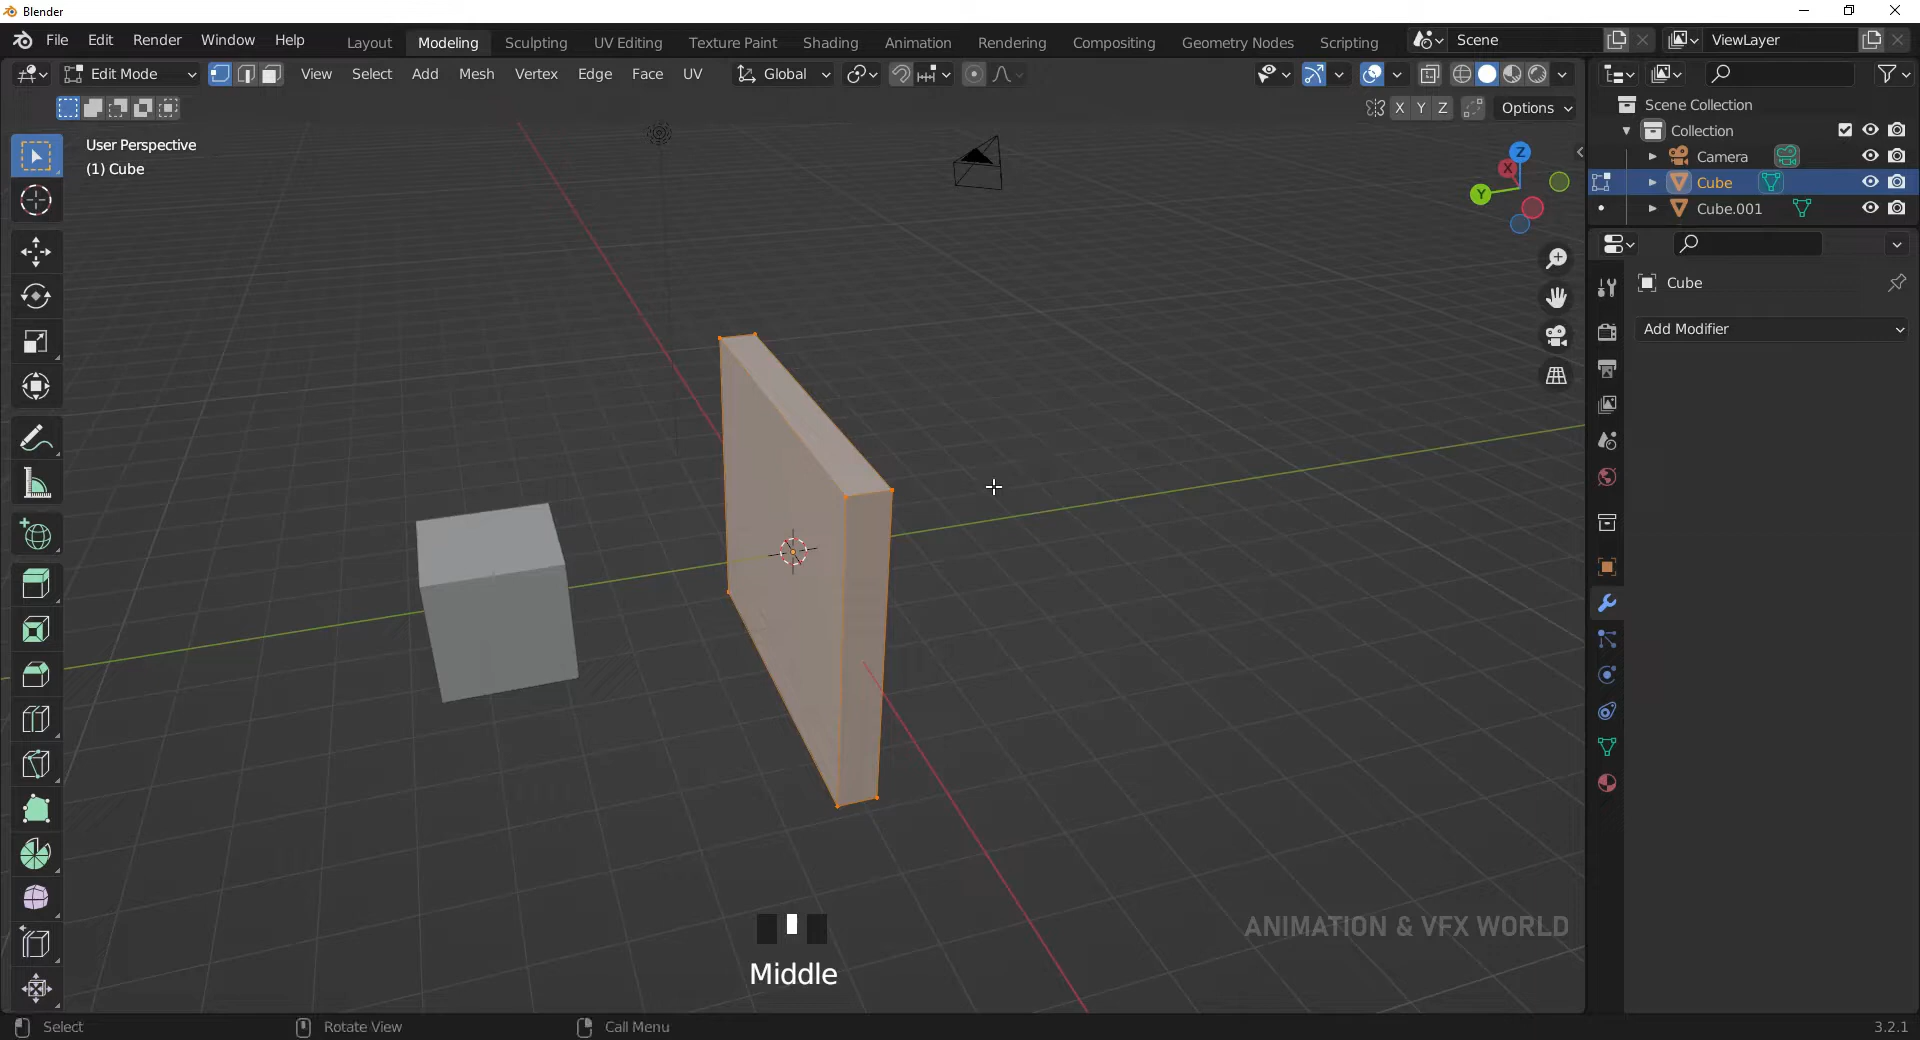 Blender
File Edit Render Window Help Layout Modeling Sculpting UV Editing Texture Paint Shading Animation Rendering Compositing Geometry Nodes Scripting Scene ViewLayer
Edit Mode View Select Add Mesh Vertex Edge Face UV Global
X Y Z Options
Scene Collection
Collection
Camera
Cube
Cube.001
User Perspective
(1) Cube
Z
X
Y
Cube
Add Modifier
ANIMATION & VFX WORLD
Middle
Select Rotate View Call Menu 3.2.1